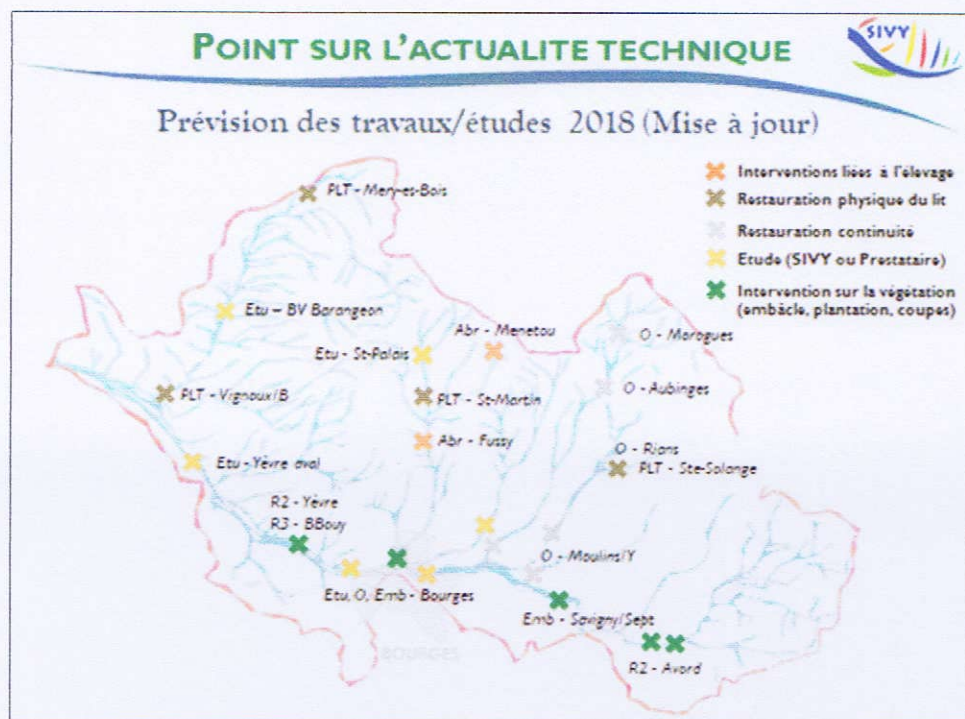 POINT SUR L'ACTUALITE TECHNIQUE
SIVY
Prévision des travaux/études 2018 (Mise à jour)
Interventions liées à l'élevage
Restauration physique du lit
Restauration continuité
Etude (SIVY ou Prestataire)
Intervention sur la végétation
(embâcle, plantation, coupes)
PLT - Mery-es-Bois
Etu - BV Barangeon
Abr - Menetou
O - Morogues
Etu - St-Palais
PLT - Vignoux/B
PLT - St-Martin
O - Aubinges
Abr - Fussy
O - Rians
Etu - Yèvre aval
PLT - Ste-Solange
R2 - Yèvre
R3 - BBouy
O - Moulins/Y
Etu, O, Emb - Bourges
Emb - Savigny/Sept
BOURGES
R2 - Avord